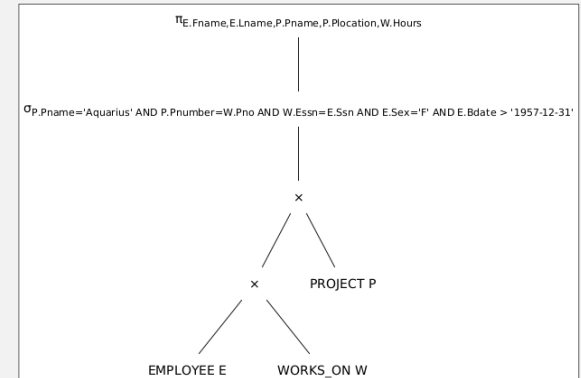 πE.Fname,E.Lname,P.Pname,P.Plocation,W.Hours
σP.Pname='Aquarius' AND P.Pnumber=W.Pno AND W.Essn=E.Ssn AND E.Sex='F' AND E.Bdate > '1957-12-31'
×
× PROJECT P
EMPLOYEE E WORKS_ON W